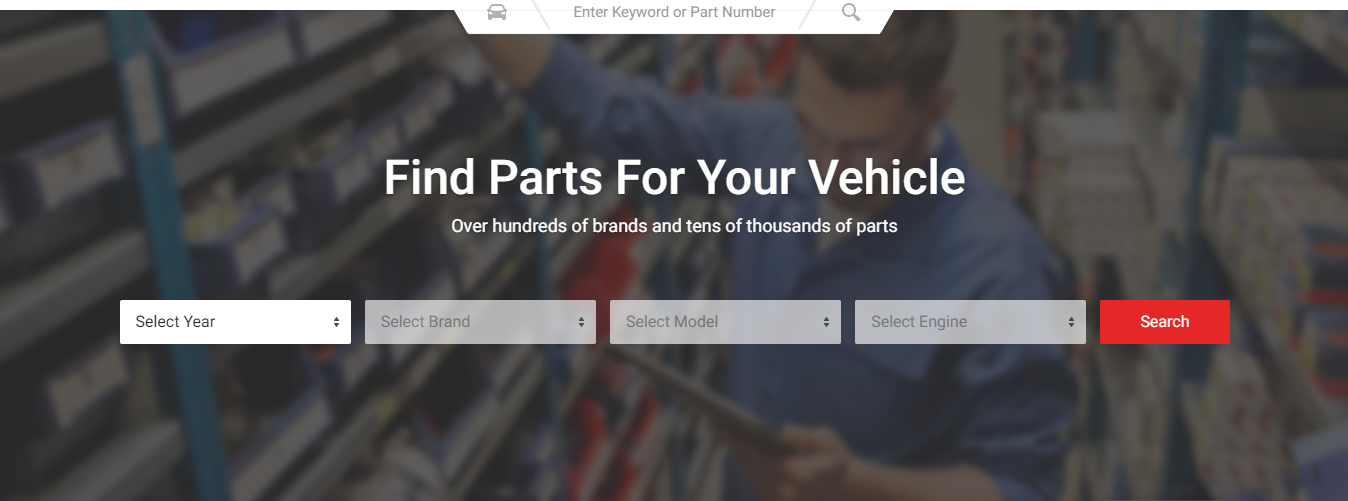 Enter Keyword or Part Number
Find Parts For Your Vehicle
Over hundreds of brands and tens of thousands of parts
Select Year
Select Brand
Select Model
Select Engine
Search